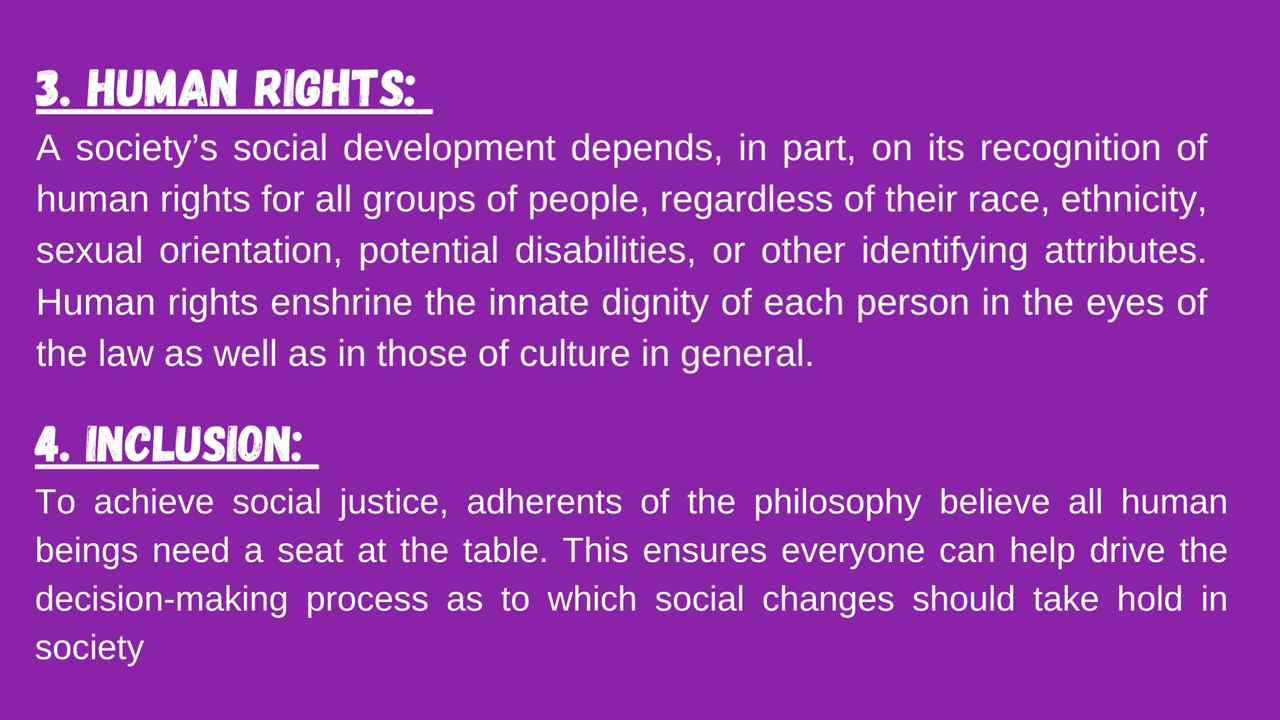 3. HUMAN RIGHTS:
A society’s social development depends, in part, on its recognition of
human rights for all groups of people, regardless of their race, ethnicity,
sexual orientation, potential disabilities, or other identifying attributes.
Human rights enshrine the innate dignity of each person in the eyes of
the law as well as in those of culture in general.
4. INCLUSION:
To achieve social justice, adherents of the philosophy believe all human
beings need a seat at the table. This ensures everyone can help drive the
decision-making process as to which social changes should take hold in
society